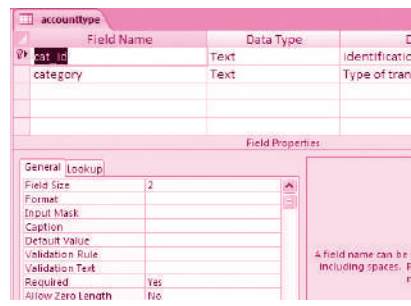 accounttype
Field Name Data Type D
cat_id Text Identificatio
category Text Type of tran
Field Properties
General Lookup
Field Size 2
Format
Input Mask
Caption
Default Value
Validation Rule
Validation Text
Required Yes
Allow Zero Length No
A field name can be
including spaces. P